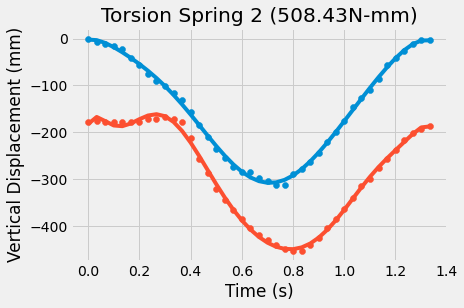 Torsion Spring 2 (508.43N-mm)
Vertical Displacement (mm)
0
−100
−200
−300
−400
0.0 0.2 0.4 0.6 0.8 1.0 1.2 1.4
Time (s)